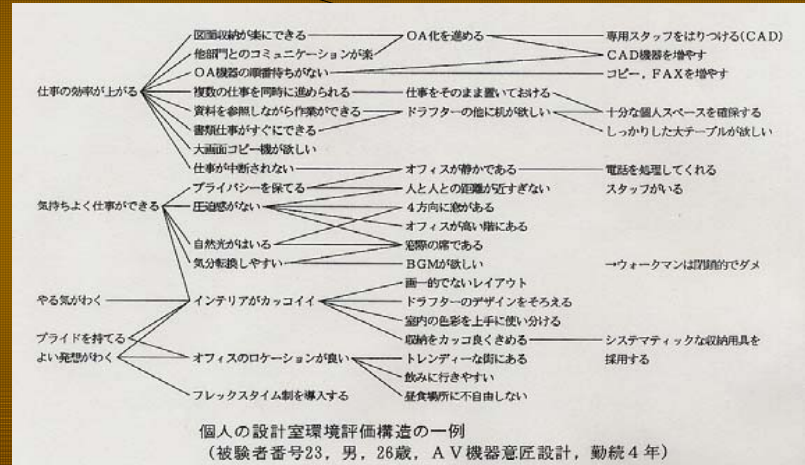 図面収納が楽にできる OA化を進める 専用スタッフをはりつける(CAD)
他部門とのコミュニケーションが楽 CAD機器を増やす
OA機器の順番待ちがない コピー，FAXを増やす
仕事の効率が上がる 複数の仕事を同時に進められる 仕事をそのまま置いておける
資料を参照しながら作業ができる ドラフターの他に机が欲しい 十分な個人スペースを確保する
書類仕事がすぐにできる しっかりした大テーブルが欲しい
大画面コピー機が欲しい
仕事が中断されない オフィスが静かである 電話を処理してくれる
プライバシーを保てる 人と人との距離が近すぎない スタッフがいる
気持ちよく仕事ができる 圧迫感がない 4方向に窓がある
オフィスが高い階にある
自然光がはいる 窓際の席である
気分転換しやすい BGMが欲しい →ウォークマンは閉鎖的でダメ
画一的でないレイアウト
やる気がわく インテリアがカッコイイ ドラフターのデザインをそろえる
室内の色彩を上手に使い分ける
プライドを持てる 収納をカッコ良くきめる システマティックな収納用具を
よい発想がわく オフィスのロケーションが良い トレンディーな街にある 採用する
飲みに行きやすい
フレックスタイム制を導入する 昼食場所に不自由しない
個人の設計室環境評価構造の一例
(被験者番号23，男，26歳，AV機器意匠設計，勤続4年)